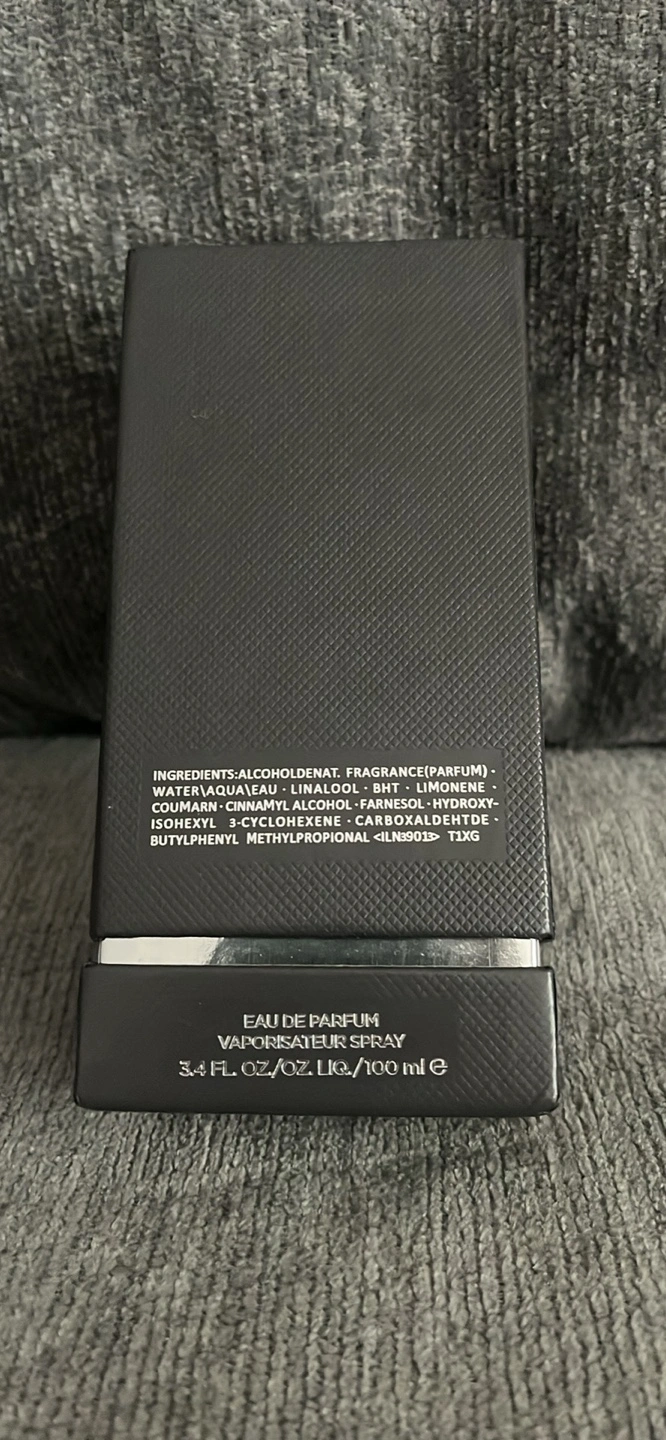 INGREDIENTS:ALCOHOLDENAT. FRAGRANCE(PARFUM) ·
WATER\AQUA\EAU · LINALOOL · BHT · LIMONENE ·
COUMARN · CINNAMYL ALCOHOL · FARNESOL · HYDROXY-
ISOHEXYL 3-CYCLOHEXENE · CARBOXALDEHTDE ·
BUTYLPHENYL METHYLPROPIONAL <ILN39013> T1XG
EAU DE PARFUM
VAPORISATEUR SPRAY
3.4 FL. OZ./OZ. LIQ./100 ml ℮